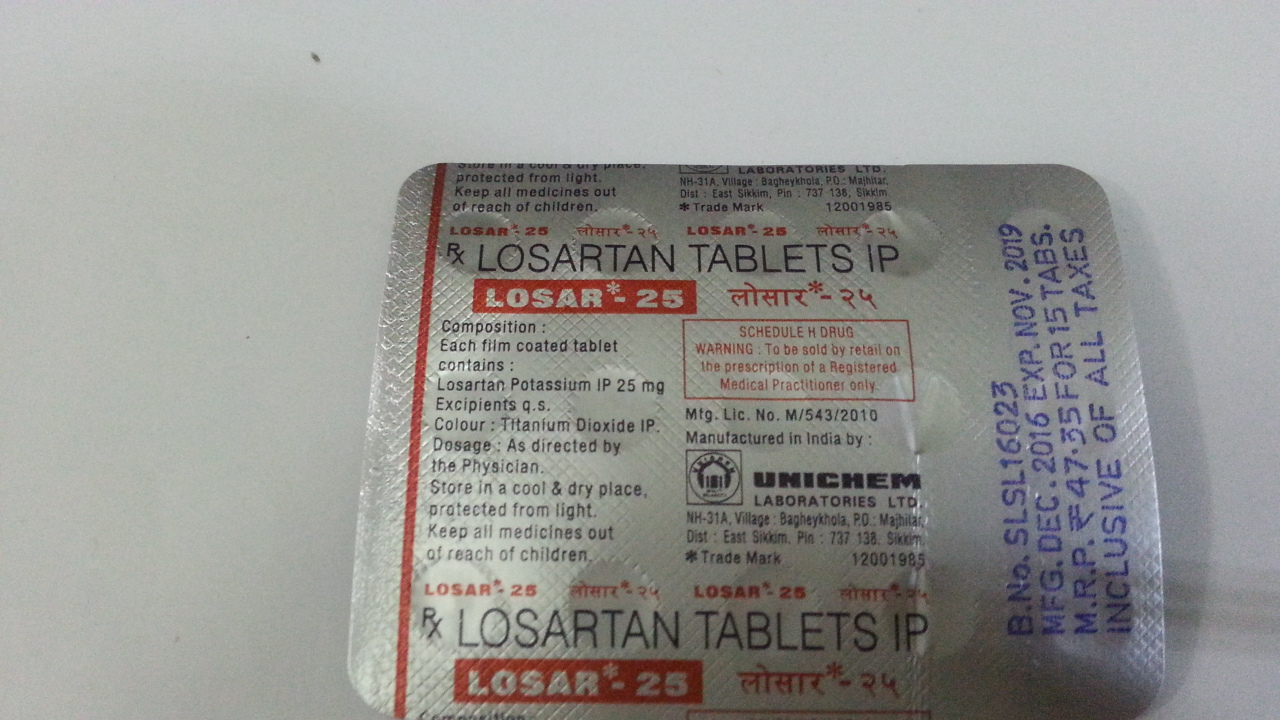 Store in a cool & dry place,
protected from light.
Keep all medicines out
of reach of children.
LABORATORIES LTD.
NH-31A, Village : Bagheykhola, P.O.: Majhitar,
Dist : East Sikkim, Pin : 737 138, Sikkim
* Trade Mark 12001985
LOSAR*- 25 लोसार*- २५ LOSAR*- 25 लोसार*- २५
Rx LOSARTAN TABLETS IP
LOSAR*- 25 लोसार*- २५
Composition :
Each film coated tablet
contains :
Losartan Potassium IP 25 mg
Excipients q.s.
Colour : Titanium Dioxide IP.
Dosage : As directed by
the Physician.
Store in a cool & dry place,
protected from light.
Keep all medicines out
of reach of children.
SCHEDULE H DRUG
WARNING : To be sold by retail on
the prescription of a Registered
Medical Practitioner only.
Mfg. Lic. No. M/543/2010
Manufactured in India by :
UNICHEM
LABORATORIES LTD.
NH-31A, Village : Bagheykhola, P.O.: Majhitar,
Dist : East Sikkim, Pin : 737 138, Sikkim
* Trade Mark 12001985
LOSAR*- 25 लोसार*- २५ LOSAR*- 25 लोसार*- २५
Rx LOSARTAN TABLETS IP
LOSAR*- 25 लोसार*- २५
Composition
B.No. SLSL16023
MFG. DEC. 2016 EXP. NOV. 2019
M.R.P. ₹ 47.35 FOR 15 TABS.
INCLUSIVE OF ALL TAXES